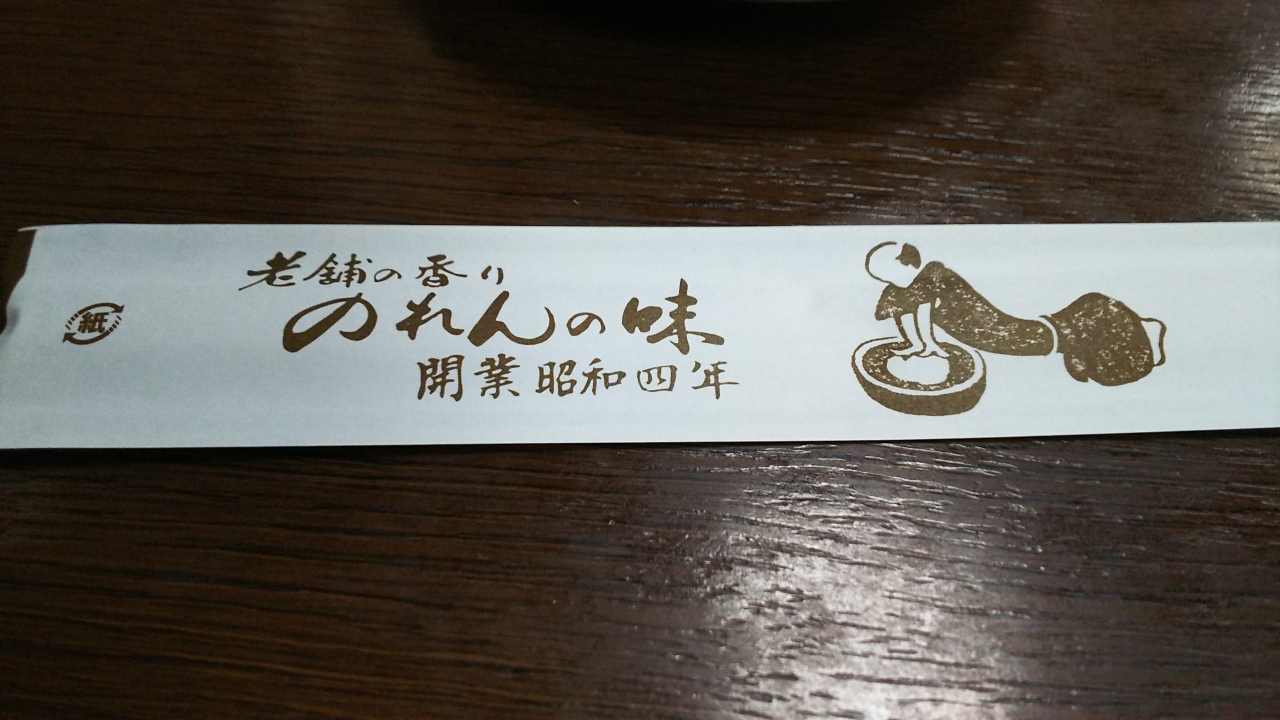 老舗の香り
のれんの味
開業昭和四年
紙